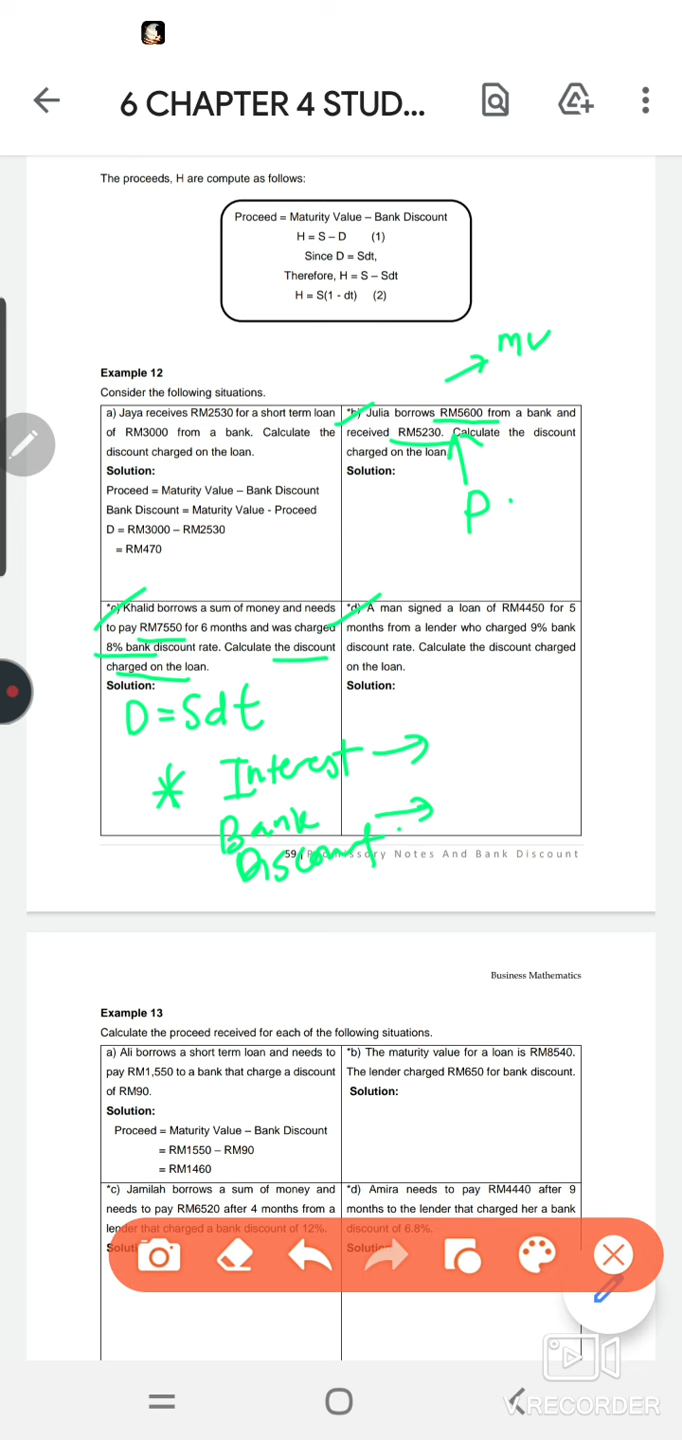 6 CHAPTER 4 STUD...
The proceeds, H are compute as follows:
Proceed = Maturity Value – Bank Discount
H = S – D (1)
Since D = Sdt,
Therefore, H = S – Sdt
H = S(1 - dt) (2)
MV
Example 12
Consider the following situations.
a) Jaya receives RM2530 for a short term loan
of RM3000 from a bank. Calculate the
discount charged on the loan.
Solution:
Proceed = Maturity Value – Bank Discount
Bank Discount = Maturity Value - Proceed
D = RM3000 – RM2530
= RM470
*b) Julia borrows RM5600 from a bank and
received RM5230. Calculate the discount
charged on the loan.
Solution:
P.
*c) Khalid borrows a sum of money and needs
to pay RM7550 for 6 months and was charged
8% bank discount rate. Calculate the discount
charged on the loan.
Solution:
D = Sdt
* Interest →
Bank
Discount →
*d) A man signed a loan of RM4450 for 5
months from a lender who charged 9% bank
discount rate. Calculate the discount charged
on the loan.
Solution:
59 | Promissory Notes And Bank Discount
Business Mathematics
Example 13
Calculate the proceed received for each of the following situations.
a) Ali borrows a short term loan and needs to
pay RM1,550 to a bank that charge a discount
of RM90.
Solution:
Proceed = Maturity Value – Bank Discount
= RM1550 – RM90
= RM1460
*b) The maturity value for a loan is RM8540.
The lender charged RM650 for bank discount.
Solution:
*c) Jamilah borrows a sum of money and
needs to pay RM6520 after 4 months from a
lender that charged a bank discount of 12%.
*d) Amira needs to pay RM4440 after 9
months to the lender that charged her a bank
discount of 6.8%.
V RECORDER